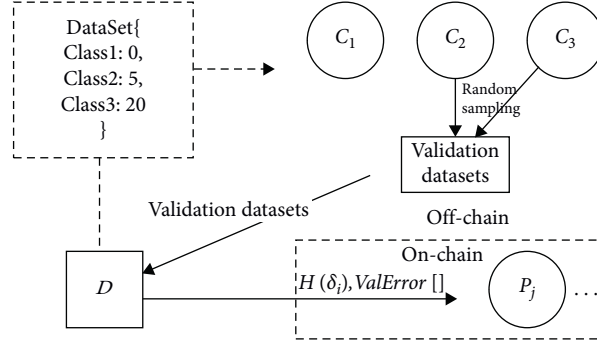 DataSet{
Class1: 0,
Class2: 5,
Class3: 20
}
C1
C2
C3
Random
sampling
Validation
datasets
Validation datasets
Off-chain
On-chain
D
H (δi), ValError []
Pj
...